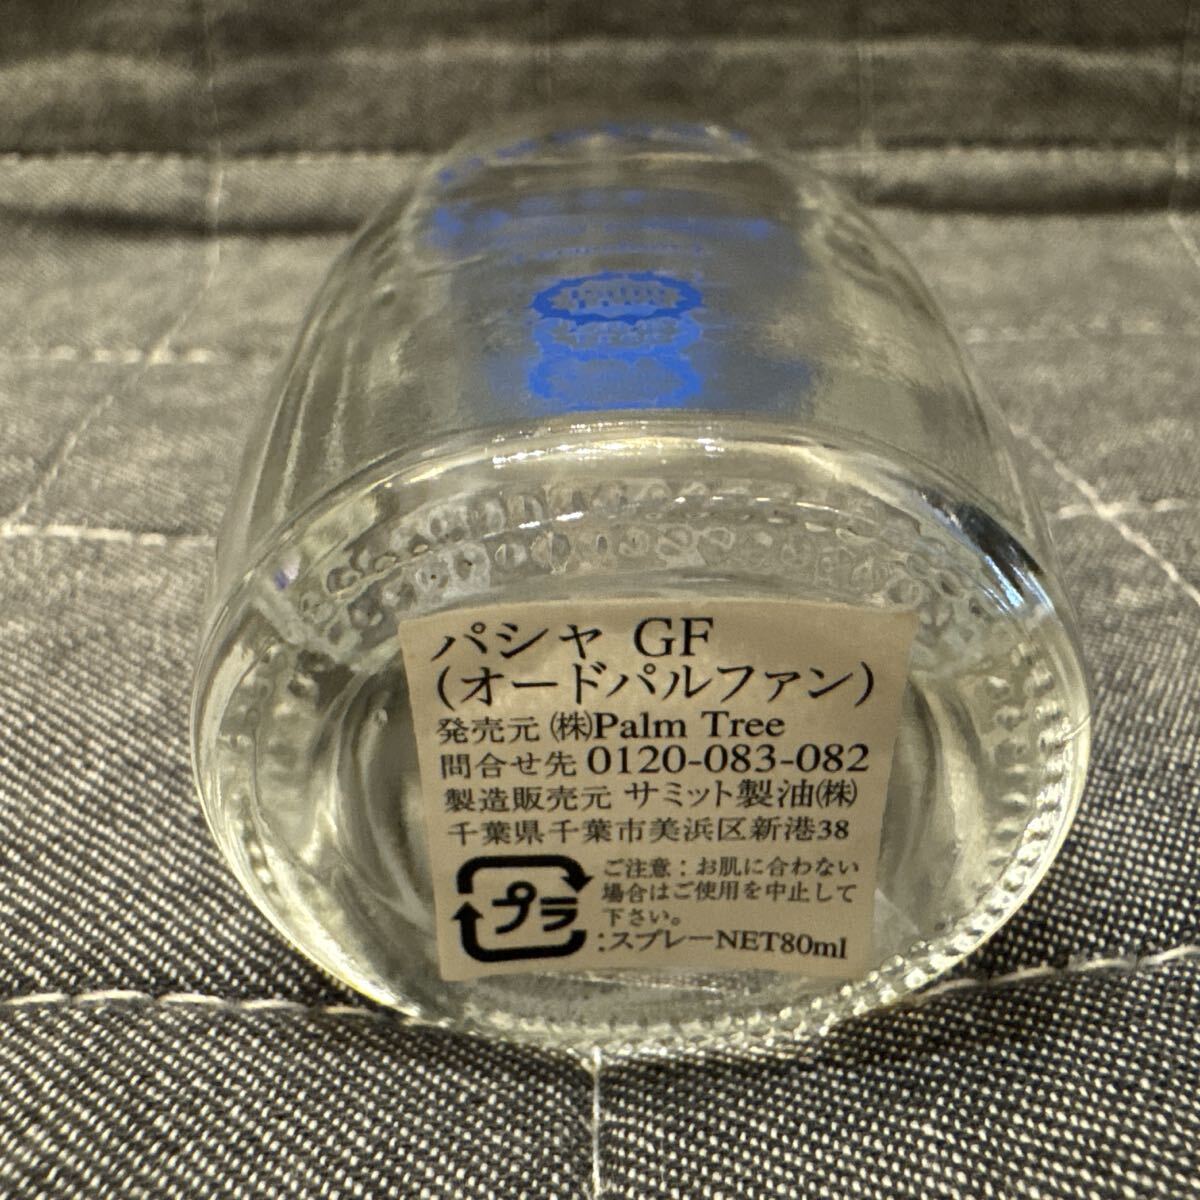 パシャ GF
(オードパルファン)
発売元 ㈱Palm Tree
問合せ先 0120-083-082
製造販売元 サミット製油㈱
千葉県千葉市美浜区新港38
プラ
ご注意：お肌に合わない
場合はご使用を中止して
下さい。
:スプレーNET80ml